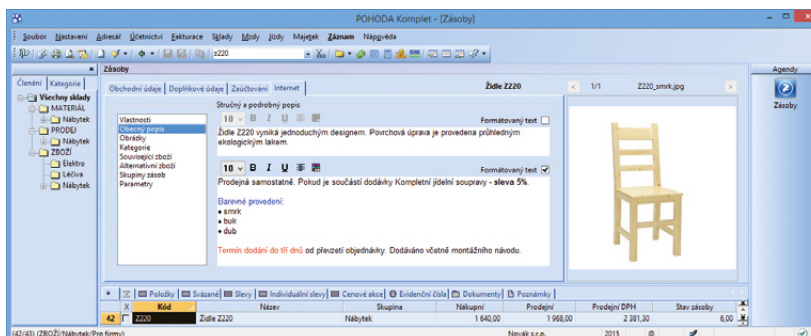 POHODA Komplet - [Zásoby]
Soubor Nastavení Adresář Účetnictví Fakturace Sklady Mzdy Jízdy Majetek Záznam Nápověda
z220
Zásoby
Agendy
Členění Kategorie
Obchodní údaje Doplňkové údaje Zaúčtování Internet
Židle Z220
1/1
Z220_smrk.jpg
Zásoby
Všechny sklady
MATERIÁL
Nábytek
PRODEJ
Nábytek
ZBOŽÍ
Elektro
Léčiva
Nábytek
Vlastnosti
Obecný popis
Obrázky
Kategorie
Související zboží
Alternativní zboží
Skupiny zásob
Parametry
Stručný a podrobný popis
10 B I U
Formátovaný text
Židle Z220 vyniká jednoduchým designem. Povrchová úprava je provedena průhledným
ekologickým lakem.
10 B I U
Formátovaný text
Prodejná samostatně. Pokud je součástí dodávky Kompletní jídelní soupravy - sleva 5%.
Barevné provedení:
• smrk
• buk
• dub
Termín dodání do tří dnů od převzetí objednávky. Dodáváno včetně montážního návodu.
Položky Svázané Slevy Individuální slevy Cenové akce Evidenční čísla Dokumenty Poznámky
X Kód Název Skupina Nákupní Prodejní Prodejní DPH Stav zásoby
42 Z220 Židle Z220 Nábytek 1 640,00 1 968,00 2 381,30 6,00
(42/43) (ZBOŽÍ/Nábytek/Pro firmy)
Novák s.r.o.
2015